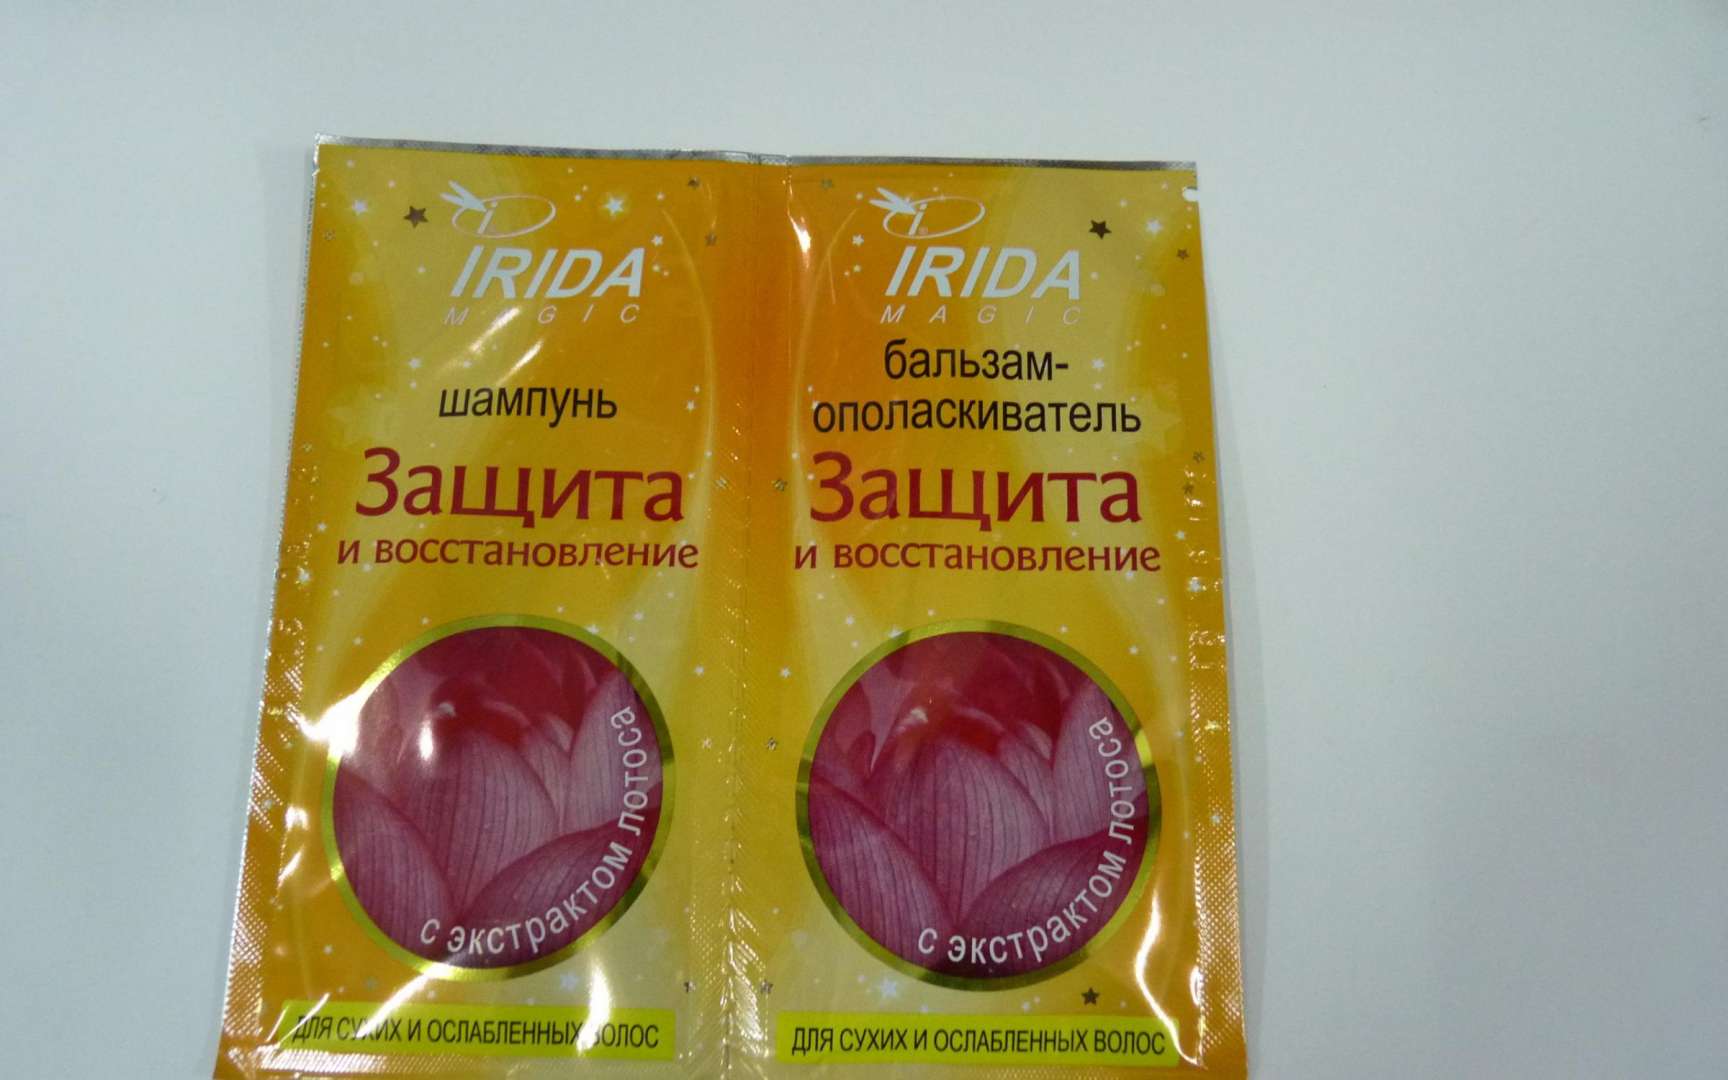 IRIDA
MAGIC
шампунь
Защита
и восстановление
с экстрактом лотоса
ДЛЯ СУХИХ И ОСЛАБЛЕННЫХ ВОЛОС
IRIDA
MAGIC
бальзам-
ополаскиватель
Защита
и восстановление
с экстрактом лотоса
ДЛЯ СУХИХ И ОСЛАБЛЕННЫХ ВОЛОС